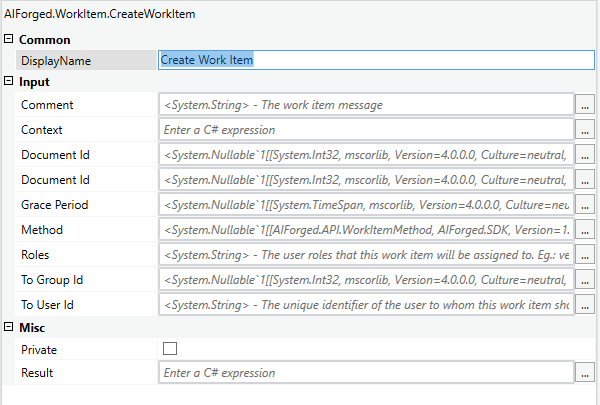 AIForged.WorkItem.CreateWorkItem
Common
DisplayName Create Work Item
Input
Comment <System.String> - The work item message ...
Context Enter a C# expression ...
Document Id <System.Nullable`1[[System.Int32, mscorlib, Version=4.0.0.0, Culture=neutral, ...
Document Id <System.Nullable`1[[System.Int32, mscorlib, Version=4.0.0.0, Culture=neutral, ...
Grace Period <System.Nullable`1[[System.TimeSpan, mscorlib, Version=4.0.0.0, Culture=neu ...
Method <System.Nullable`1[[AIForged.API.WorkItemMethod, AIForged.SDK, Version=1. ...
Roles <System.String> - The user roles that this work item will be assigned to. Eg.: ve ...
To Group Id <System.Nullable`1[[System.Int32, mscorlib, Version=4.0.0.0, Culture=neutral, ...
To User Id <System.String> - The unique identifier of the user to whom this work item sho ...
Misc
Private
Result Enter a C# expression ...